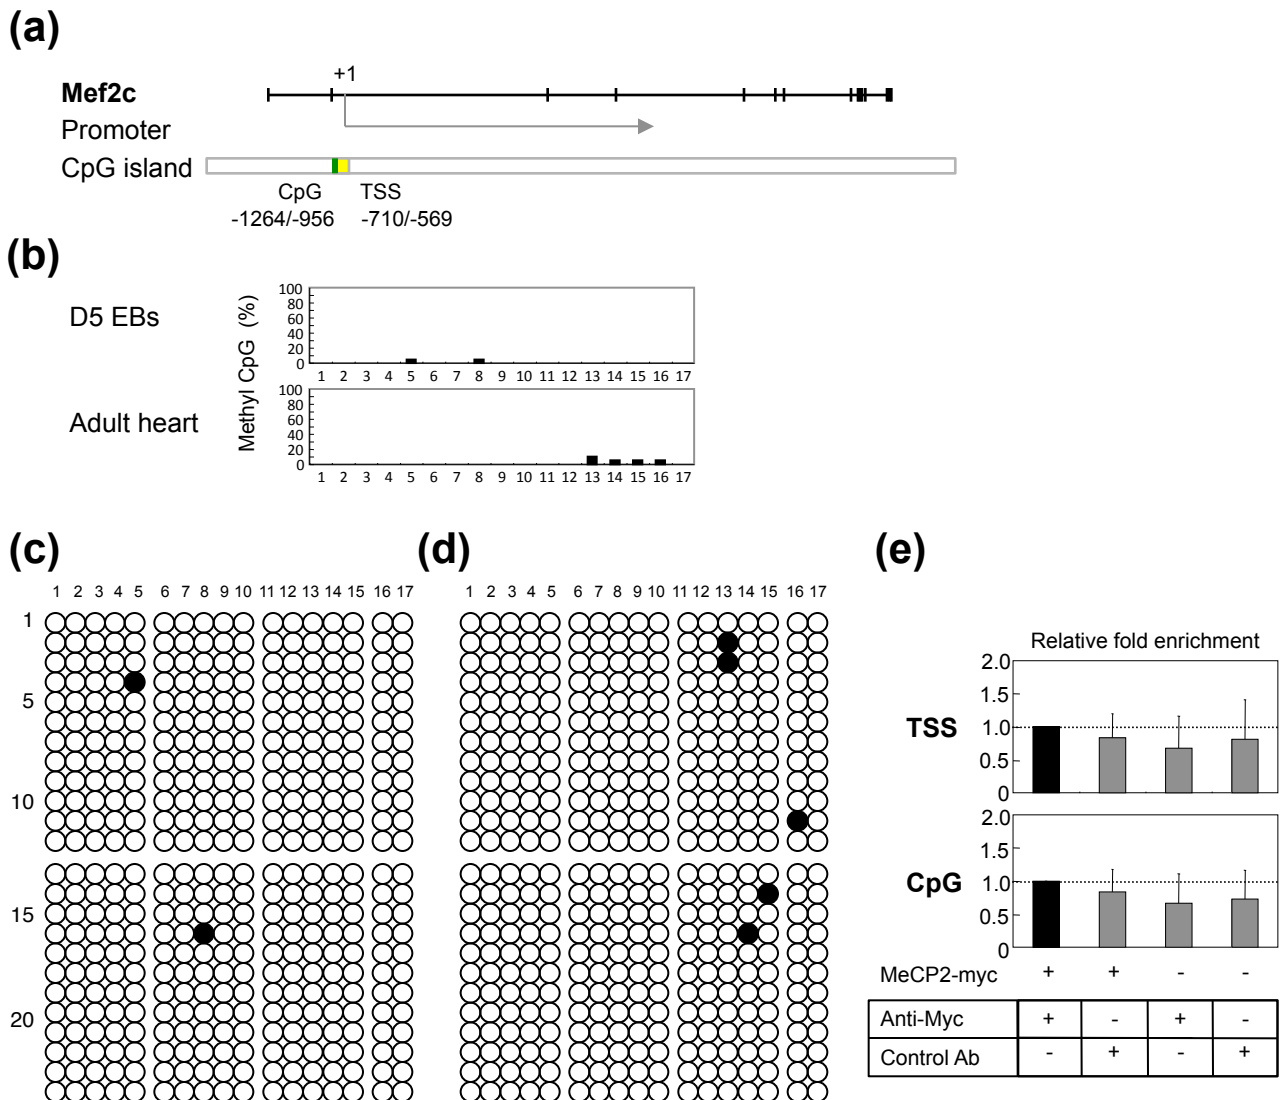 (a)
+1
Mef2c
Promoter
CpG island
CpG TSS
-1264/-956 -710/-569
(b)
D5 EBs
Adult heart
Methyl CpG (%)
100
80
60
40
20
0
1 2 3 4 5 6 7 8 9 10 11 12 13 14 15 16 17
100
80
60
40
20
0
1 2 3 4 5 6 7 8 9 10 11 12 13 14 15 16 17
(c)
1 2 3 4 5 6 7 8 9 10 11 12 13 14 15 16 17
1
5
10
15
20
(d)
1 2 3 4 5 6 7 8 9 10 11 12 13 14 15 16 17
(e)
Relative fold enrichment
TSS
2.0
1.5
1.0
0.5
0
CpG
2.0
1.5
1.0
0.5
0
MeCP2-myc + + - -
Anti-Myc + - + -
Control Ab - + - +